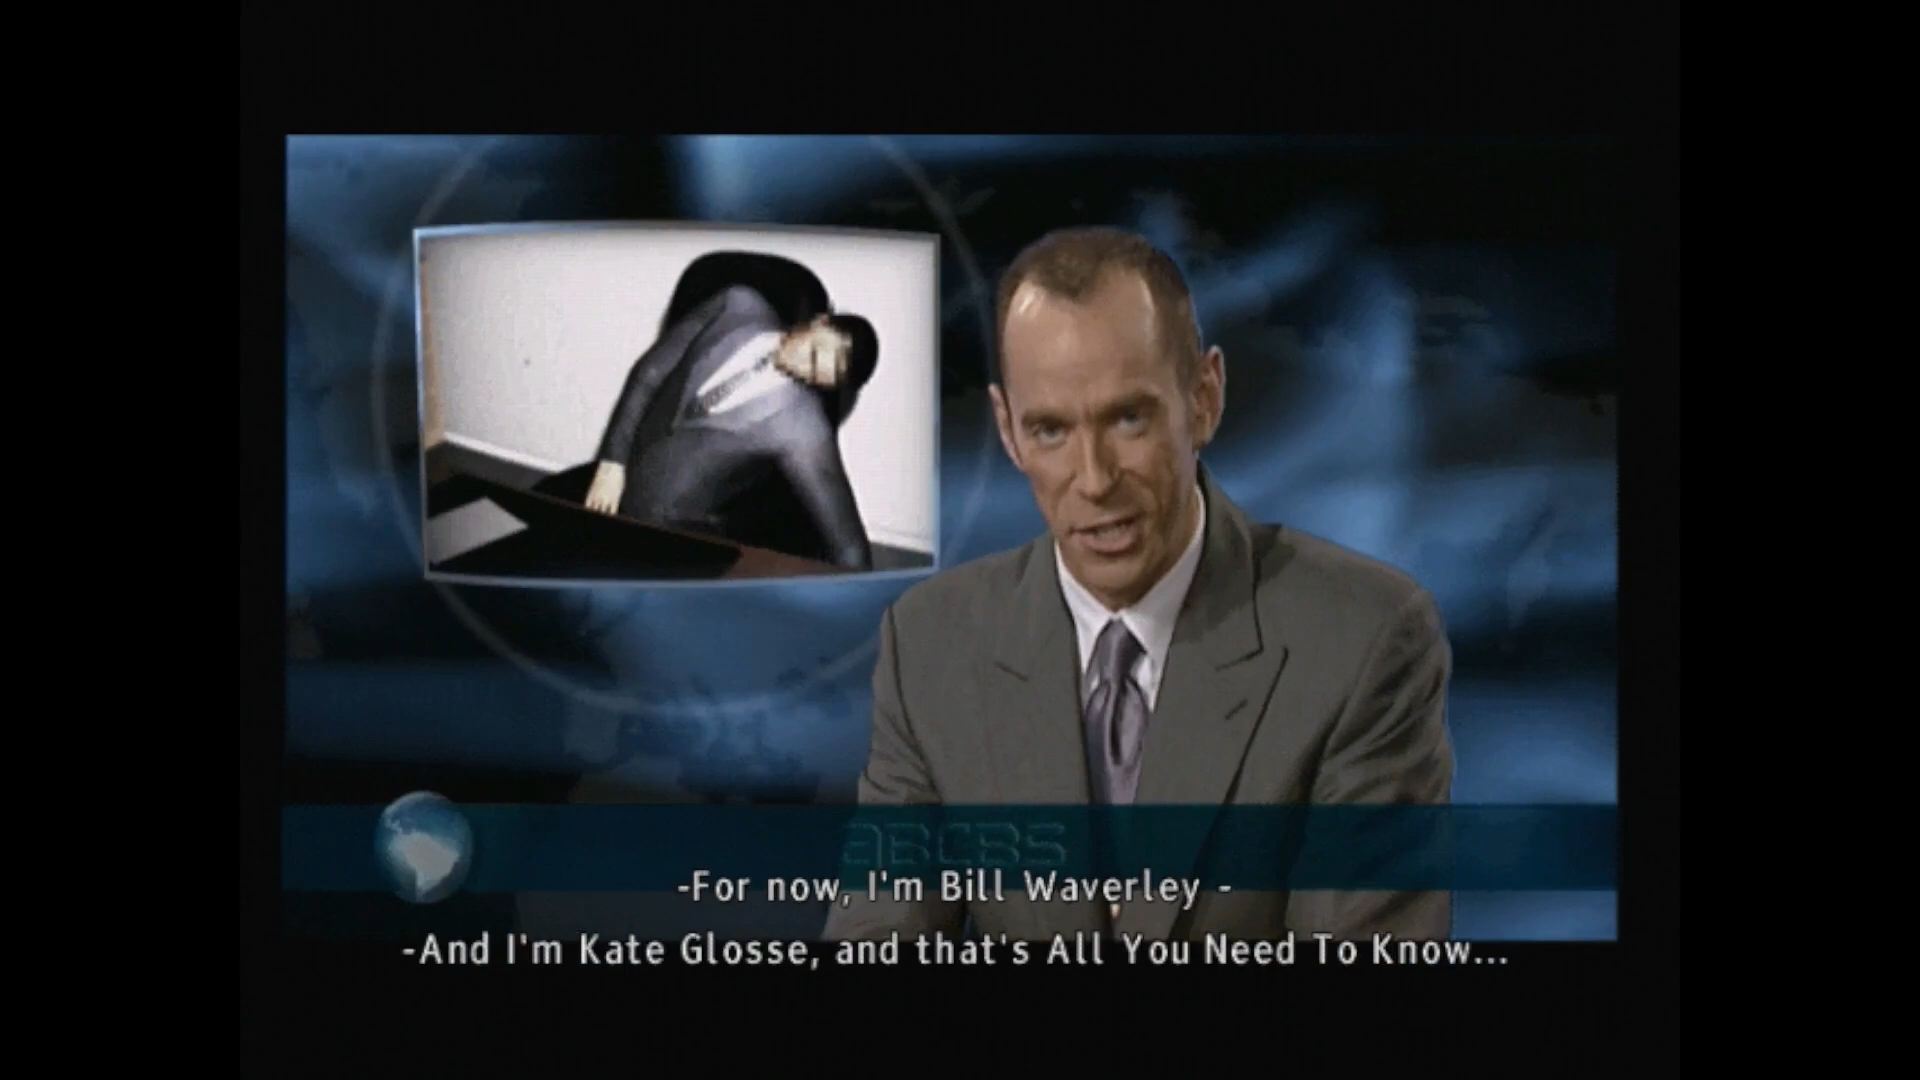 aBCBS
-For now, I'm Bill Waverley -
-And I'm Kate Glosse, and that's All You Need To Know...